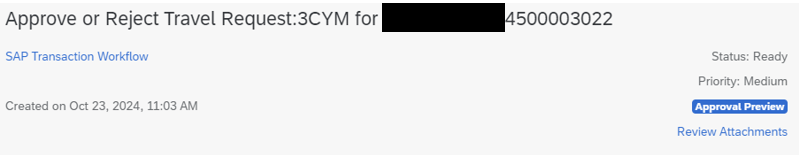 Approve or Reject Travel Request:3CYM for 4500003022
SAP Transaction Workflow
Status: Ready
Priority: Medium
Created on Oct 23, 2024, 11:03 AM
Approval Preview
Review Attachments